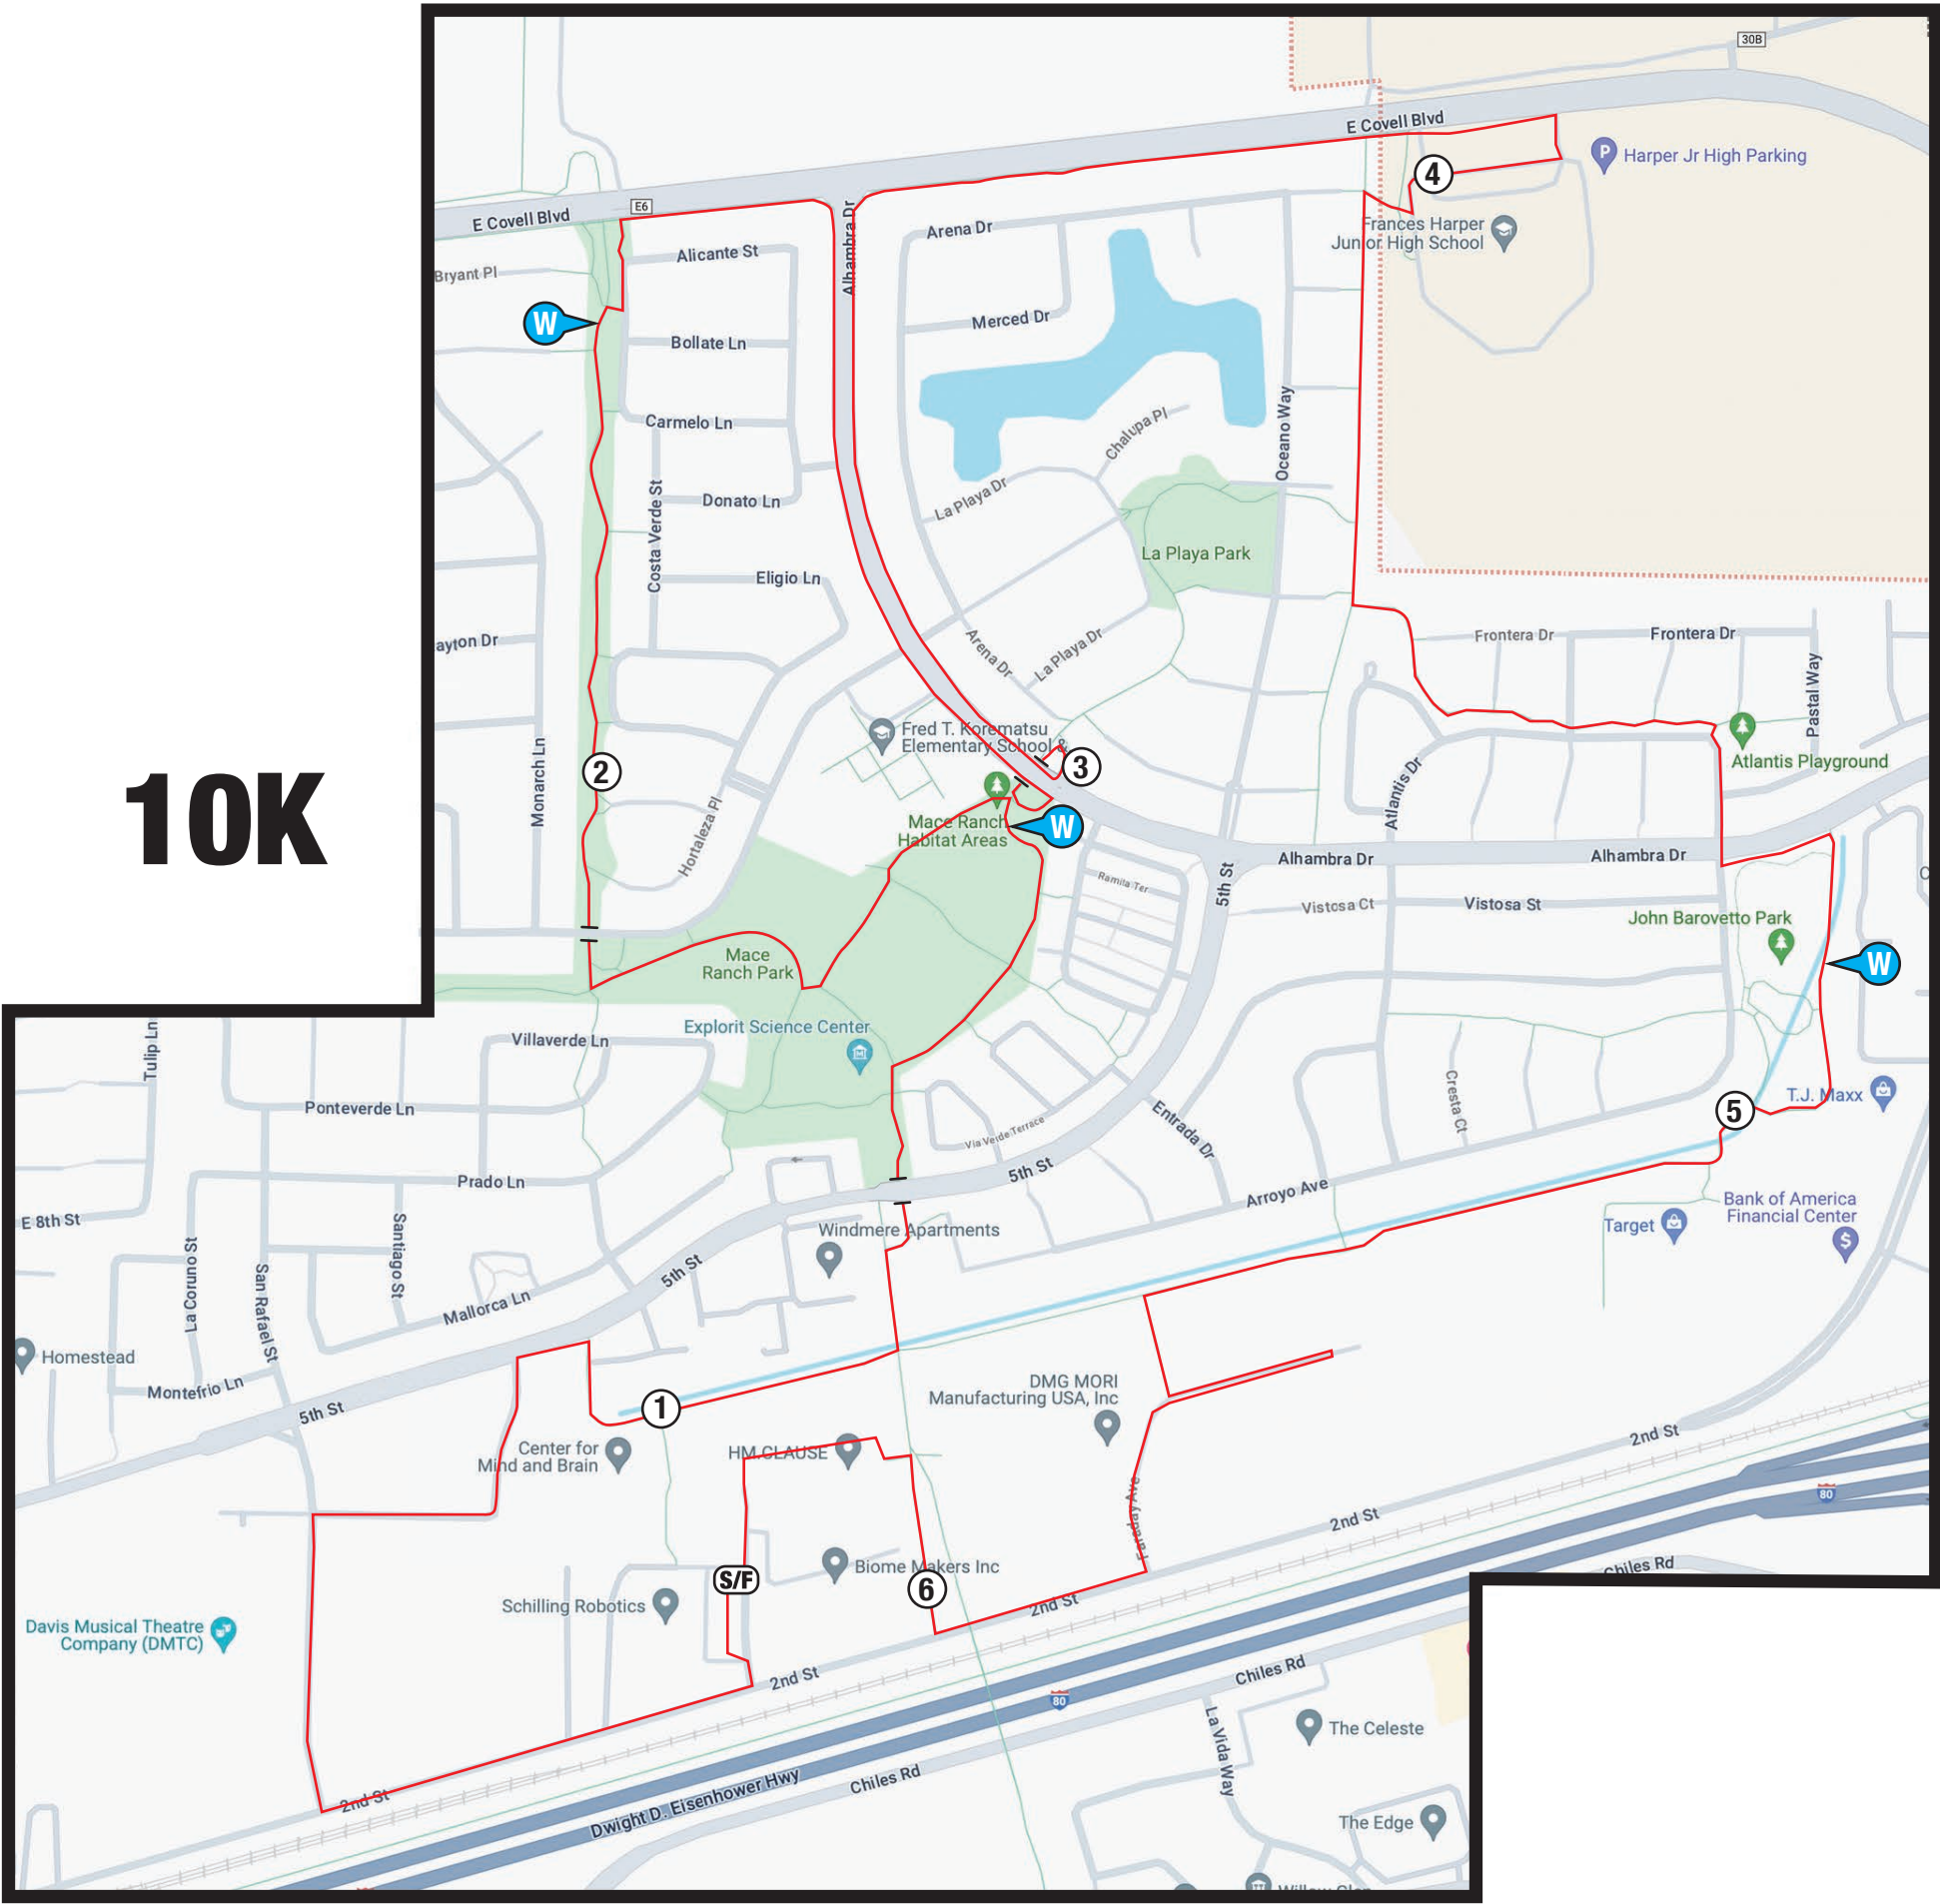 30B
E Covell Blvd
Harper Jr High Parking
P
4
E6
E Covell Blvd
Alhambra Dr
Alicante St
Arena Dr
Frances Harper
Junior High School
Bryant Pl
W
Merced Dr
Bollate Ln
Carmelo Ln
Chalupa Pl
Oceano Way
Costa Verde St
Donato Ln
La Playa Dr
La Playa Park
Eligio Ln
ayton Dr
Arena Dr
La Playa Dr
Frontera Dr
Frontera Dr
Pastal Way
Fred T. Korematsu
Elementary School &
Monarch Ln
2
3
Atlantis Playground
10K
Hortaleza Pl
Atlantis Dr
Mace Ranch
Habitat Areas
W
Alhambra Dr
Alhambra Dr
Ramita Ter
5th St
Vistosa Ct
Vistosa St
John Barovetto Park
Mace
Ranch Park
W
Explorit Science Center
Tulip Ln
Villaverde Ln
Ponteverde Ln
Cresta Ct
T.J. Maxx
5
Via Verde Terrace
Entrada Dr
Prado Ln
5th St
Arroyo Ave
E 8th St
Bank of America
Financial Center
$
Target
Windmere Apartments
La Coruno St
San Rafael St
Santiago St
5th St
Mallorca Ln
Homestead
Montefrio Ln
5th St
1
DMG MORI
Manufacturing USA, Inc
Center for
Mind and Brain
HM.CLAUSE
2nd St
80
Faraday Ave
2nd St
Biome Makers Inc
S/F
6
Chiles Rd
Schilling Robotics
2nd St
Davis Musical Theatre
Company (DMTC)
2nd St
Chiles Rd
80
La Vida Way
The Celeste
2nd St
Dwight D. Eisenhower Hwy
Chiles Rd
The Edge